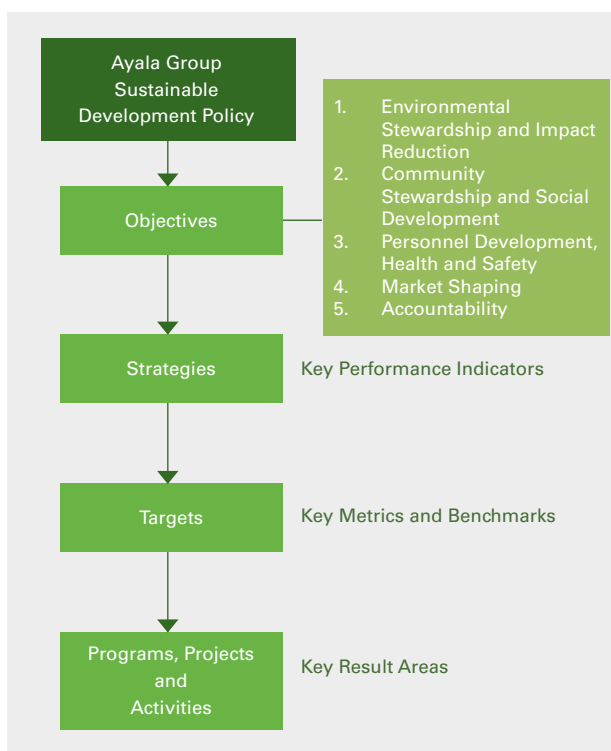 Ayala Group
Sustainable
Development Policy
Objectives
1. Environmental
Stewardship and Impact
Reduction
2. Community
Stewardship and Social
Development
3. Personnel Development,
Health and Safety
4. Market Shaping
5. Accountability
Strategies
Key Performance Indicators
Targets
Key Metrics and Benchmarks
Programs, Projects
and
Activities
Key Result Areas